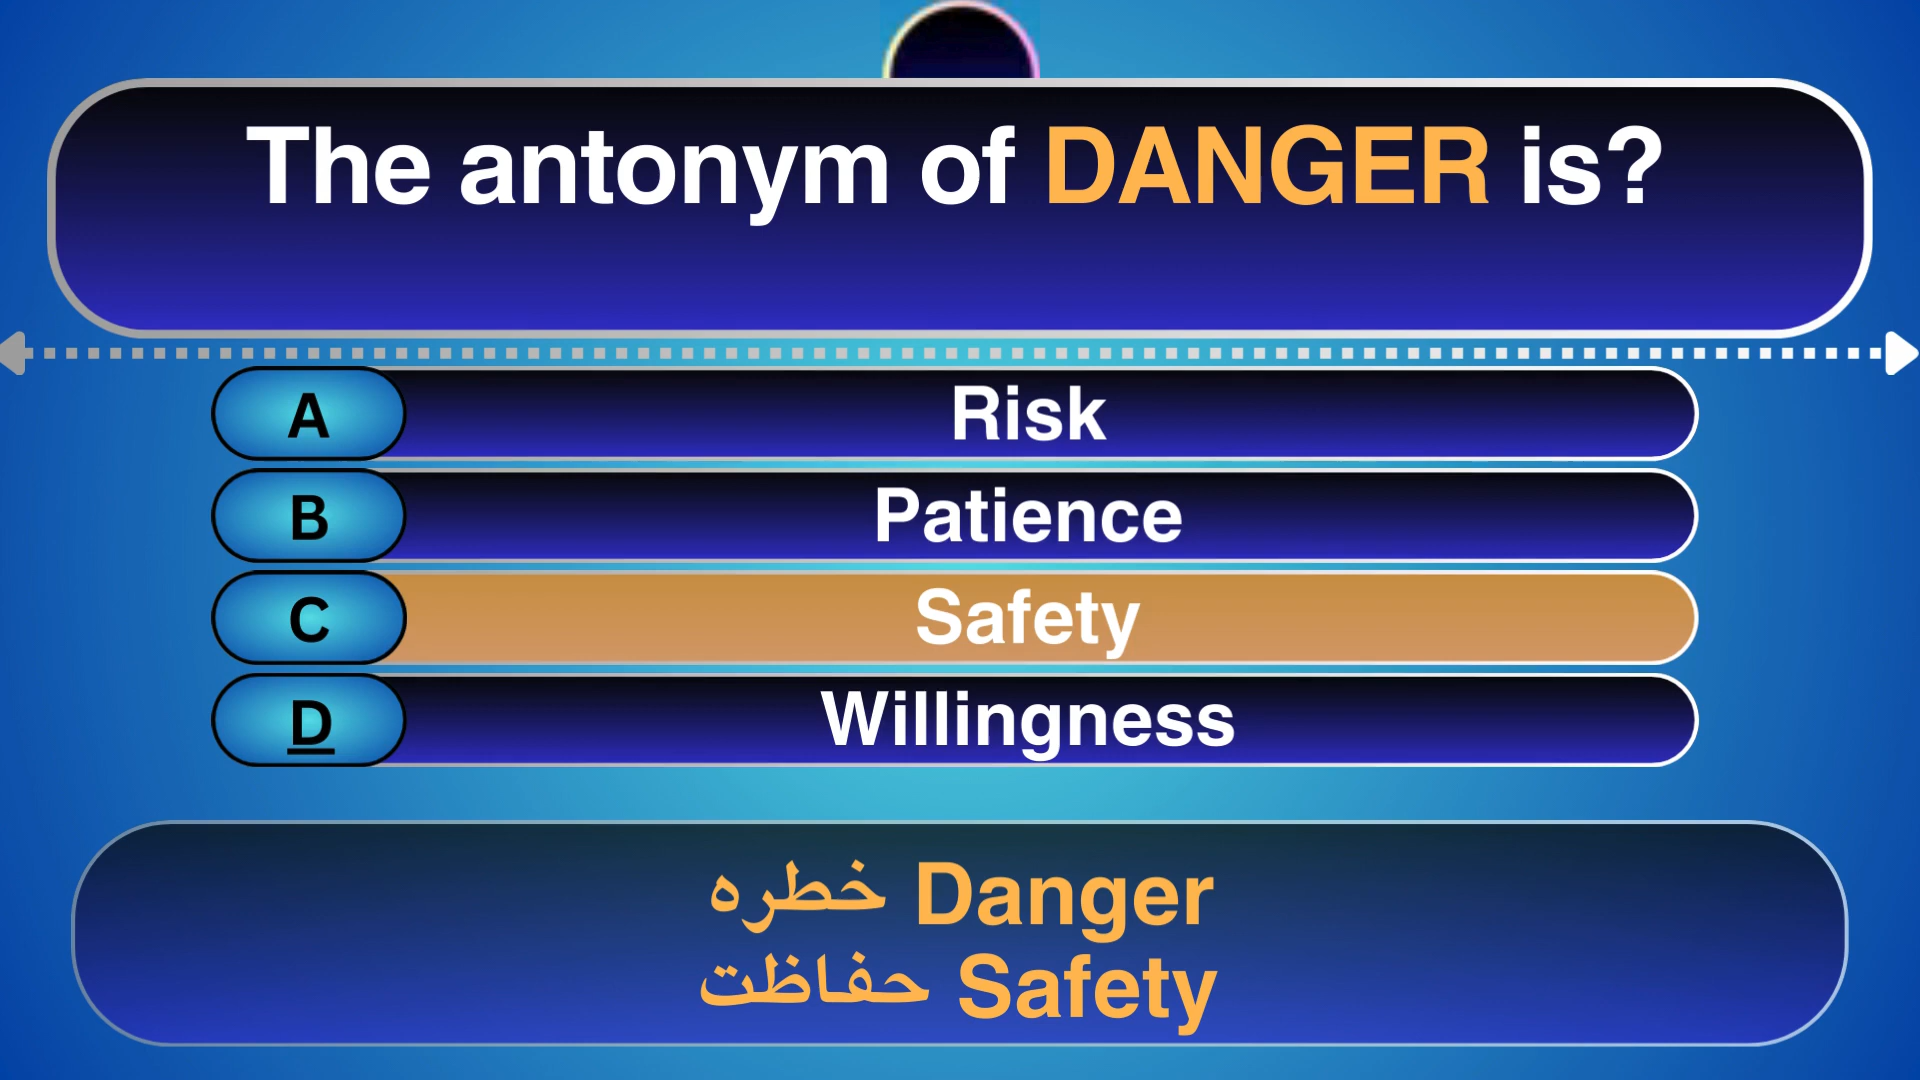 The antonym of DANGER is?
A Risk
B Patience
C Safety
D Willingness
Danger خطره
Safety حفاظت